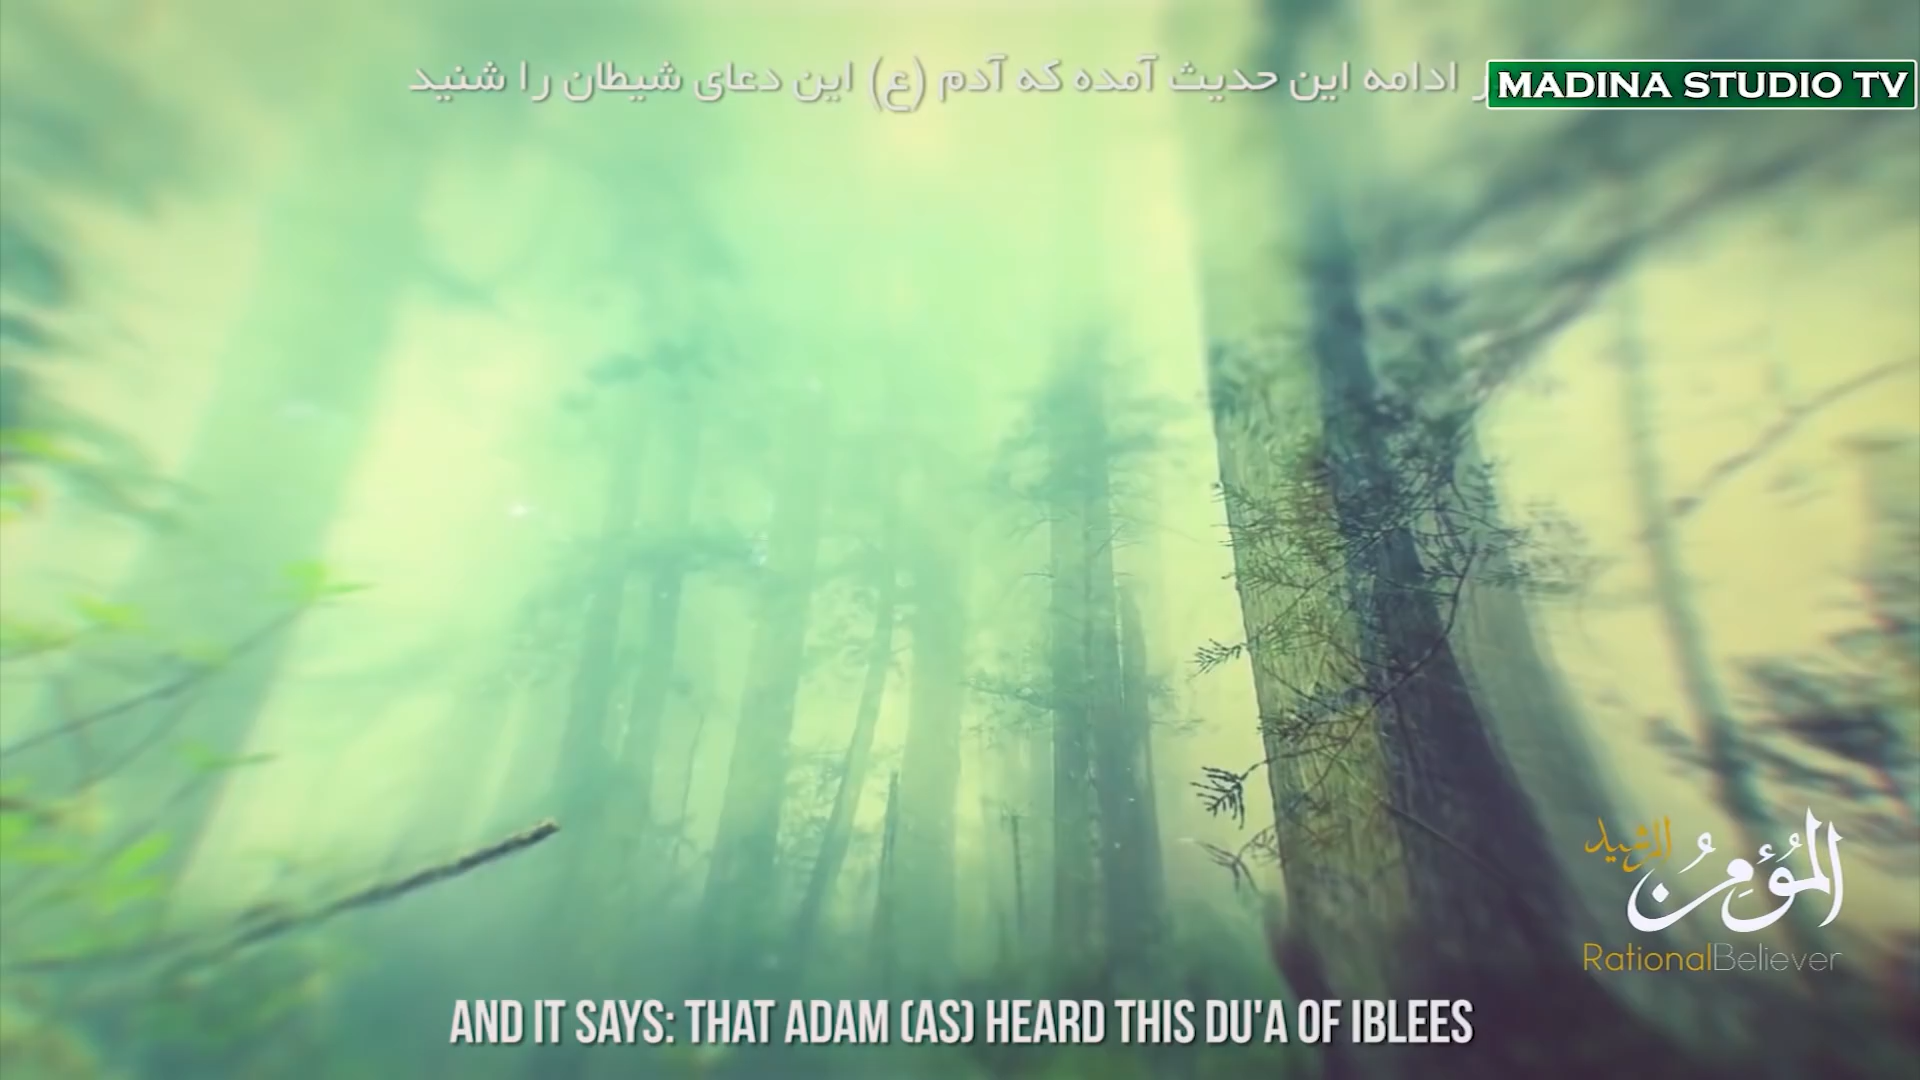 ادامه این حدیث آمده که آدم (ع) این دعای شیطان را شنید
MADINA STUDIO TV
المؤمن الرشيد
RationalBeliever
AND IT SAYS: THAT ADAM (AS) HEARD THIS DU'A OF IBLEES